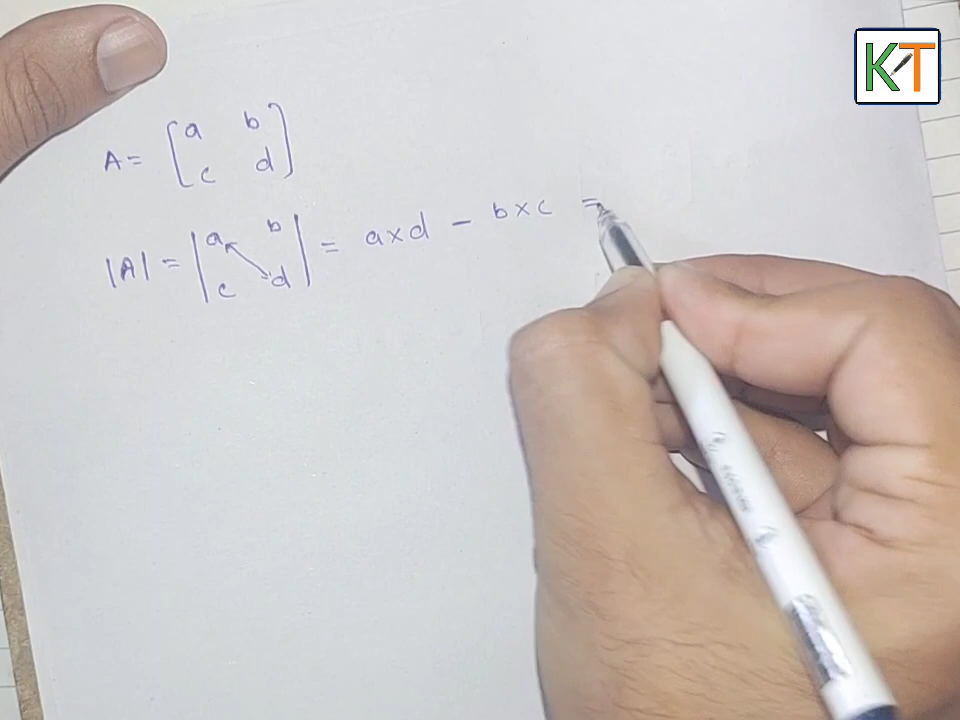 KT
A = [a b
c d]
|A| = |a b
c d| = a×d − b×c =